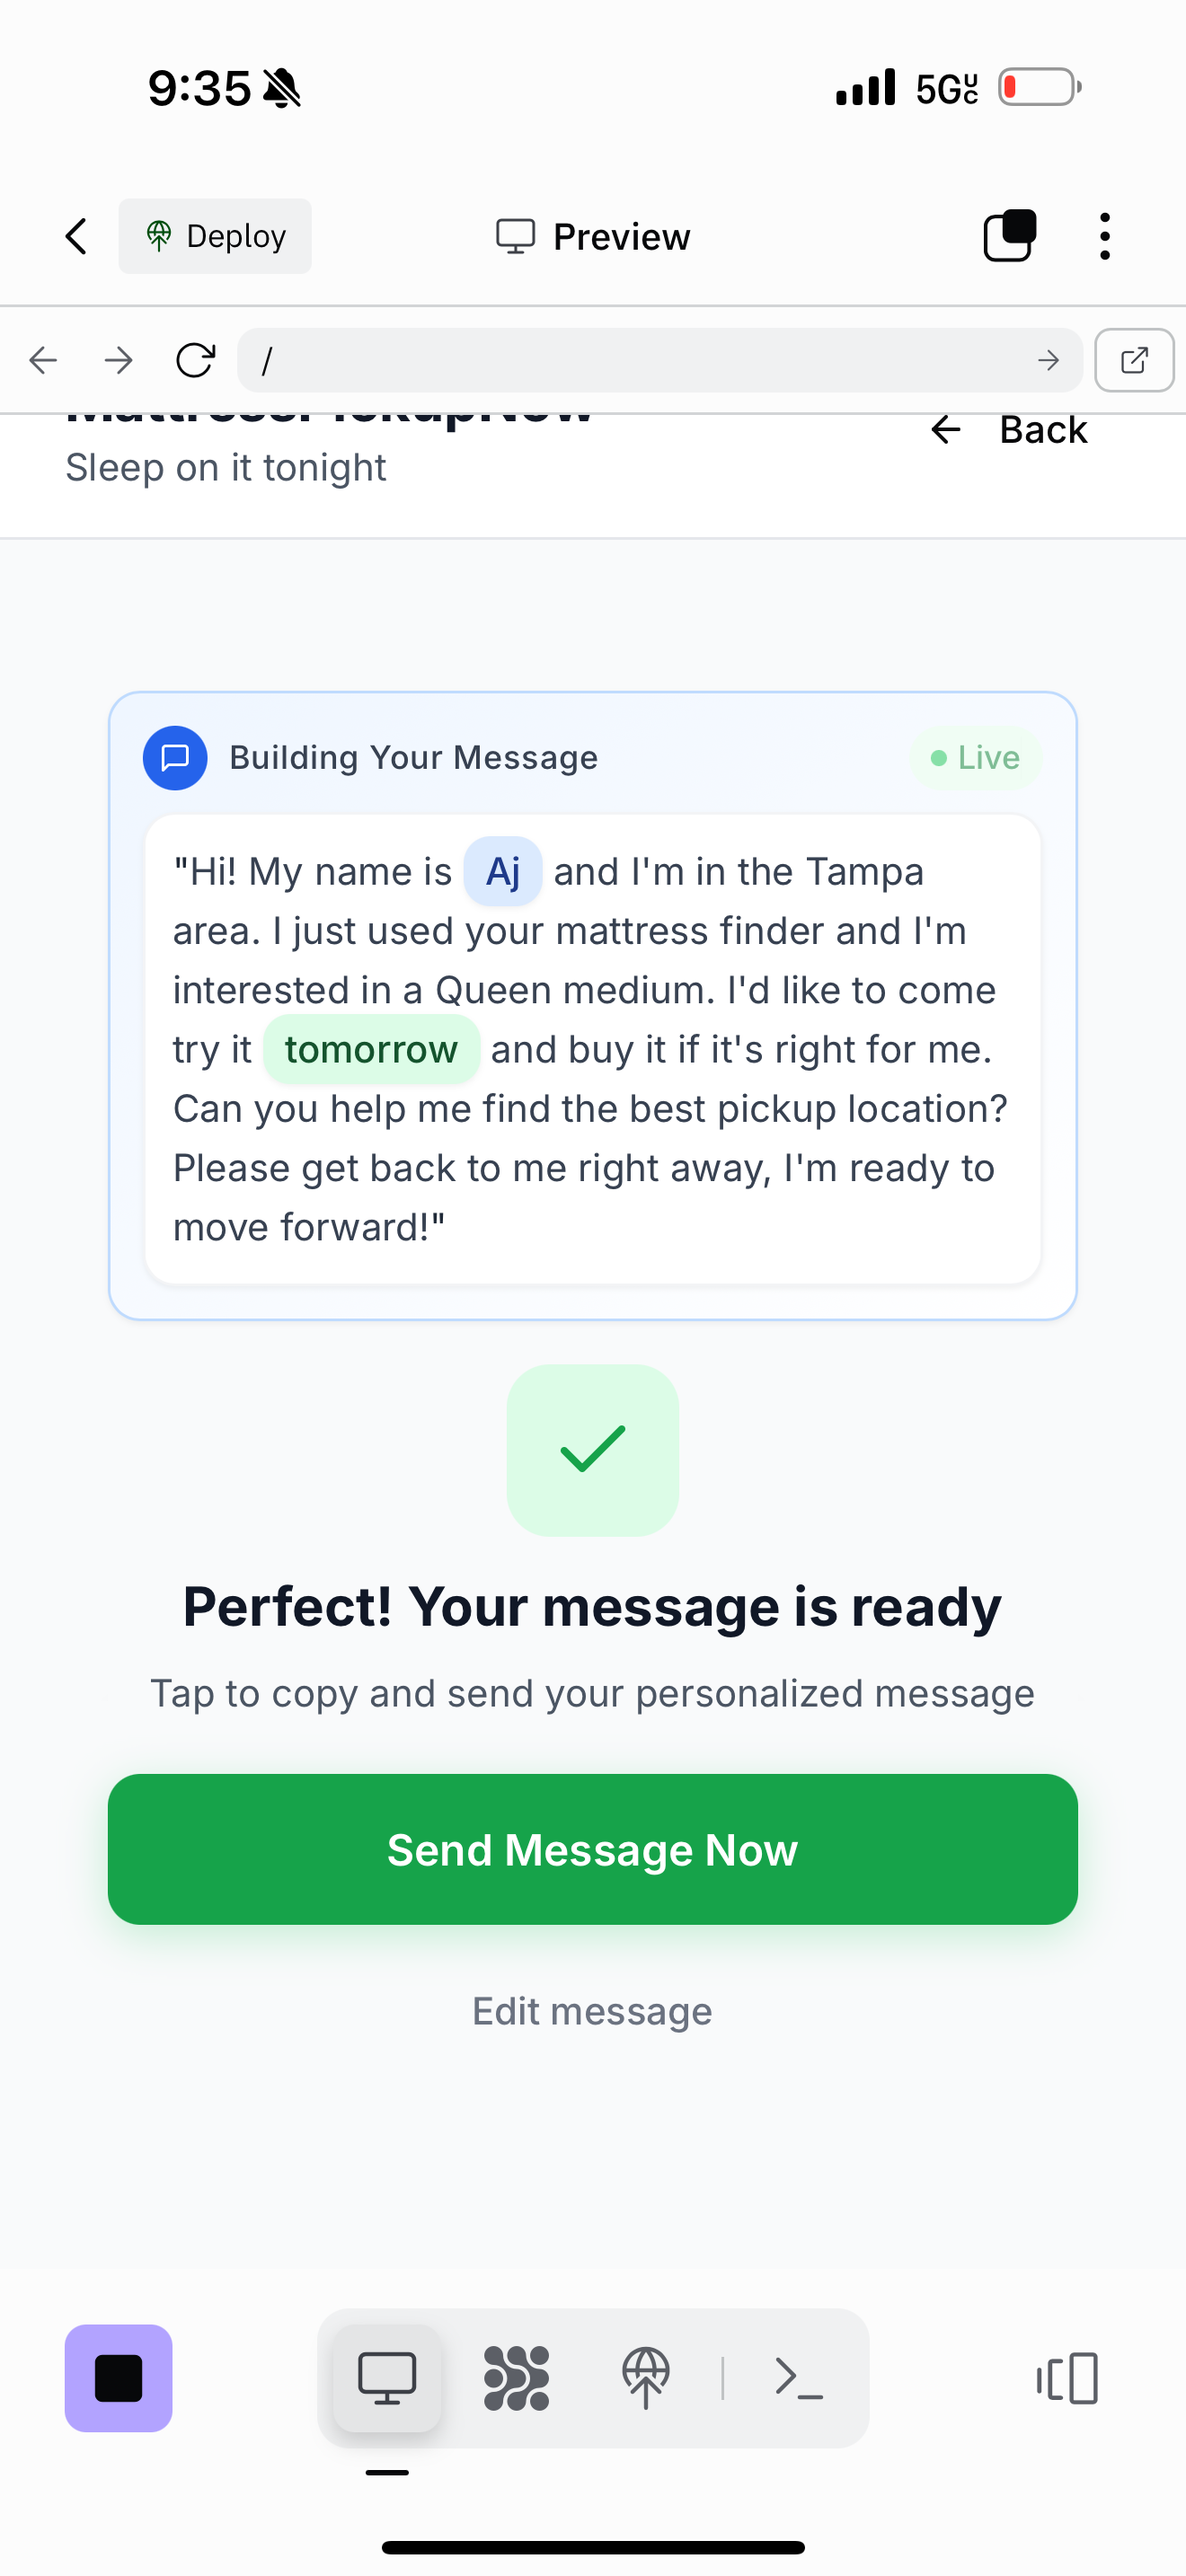 9:35
5G UC
Deploy
Preview
/
Back
Sleep on it tonight
Building Your Message
Live
"Hi! My name is Aj and I'm in the Tampa
area. I just used your mattress finder and I'm
interested in a Queen medium. I'd like to come
try it tomorrow and buy it if it's right for me.
Can you help me find the best pickup location?
Please get back to me right away, I'm ready to
move forward!"
Perfect! Your message is ready
Tap to copy and send your personalized message
Send Message Now
Edit message